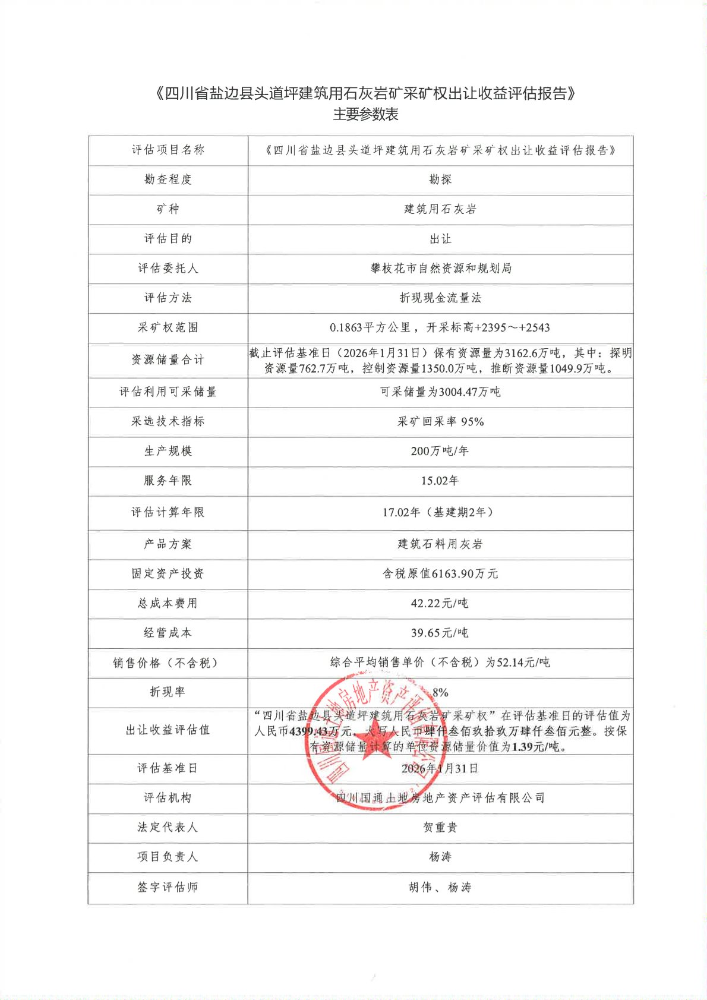 《四川省盐边县头道坪建筑用石灰岩矿采矿权出让收益评估报告》
主要参数表
评估项目名称 《四川省盐边县头道坪建筑用石灰岩矿采矿权出让收益评估报告》
勘查程度 勘探
矿种 建筑用石灰岩
评估目的 出让
评估委托人 攀枝花市自然资源和规划局
评估方法 折现现金流量法
采矿权范围 0.1863平方公里，开采标高+2395～+2543
资源储量合计 截止评估基准日（2026年1月31日）保有资源量为3162.6万吨，其中：探明
资源量762.7万吨，控制资源量1350.0万吨，推断资源量1049.9万吨。
评估利用可采储量 可采储量为3004.47万吨
采选技术指标 采矿回采率 95%
生产规模 200万吨/年
服务年限 15.02年
评估计算年限 17.02年（基建期2年）
产品方案 建筑石料用灰岩
固定资产投资 含税原值6163.90万元
总成本费用 42.22元/吨
经营成本 39.65元/吨
销售价格（不含税） 综合平均销售单价（不含税）为52.14元/吨
折现率 8%
出让收益评估值 “四川省盐边县头道坪建筑用石灰岩矿采矿权”在评估基准日的评估值为
人民币4399.43万元，大写人民币肆仟叁佰玖拾玖万肆仟叁佰元整。按保
有资源储量计算的单位资源储量价值为1.39元/吨。
评估基准日 2026年1月31日
评估机构 四川国通土地房地产资产评估有限公司
法定代表人 贺重贵
项目负责人 杨涛
签字评估师 胡伟、杨涛
四川国通土地房地产资产评估有限公司